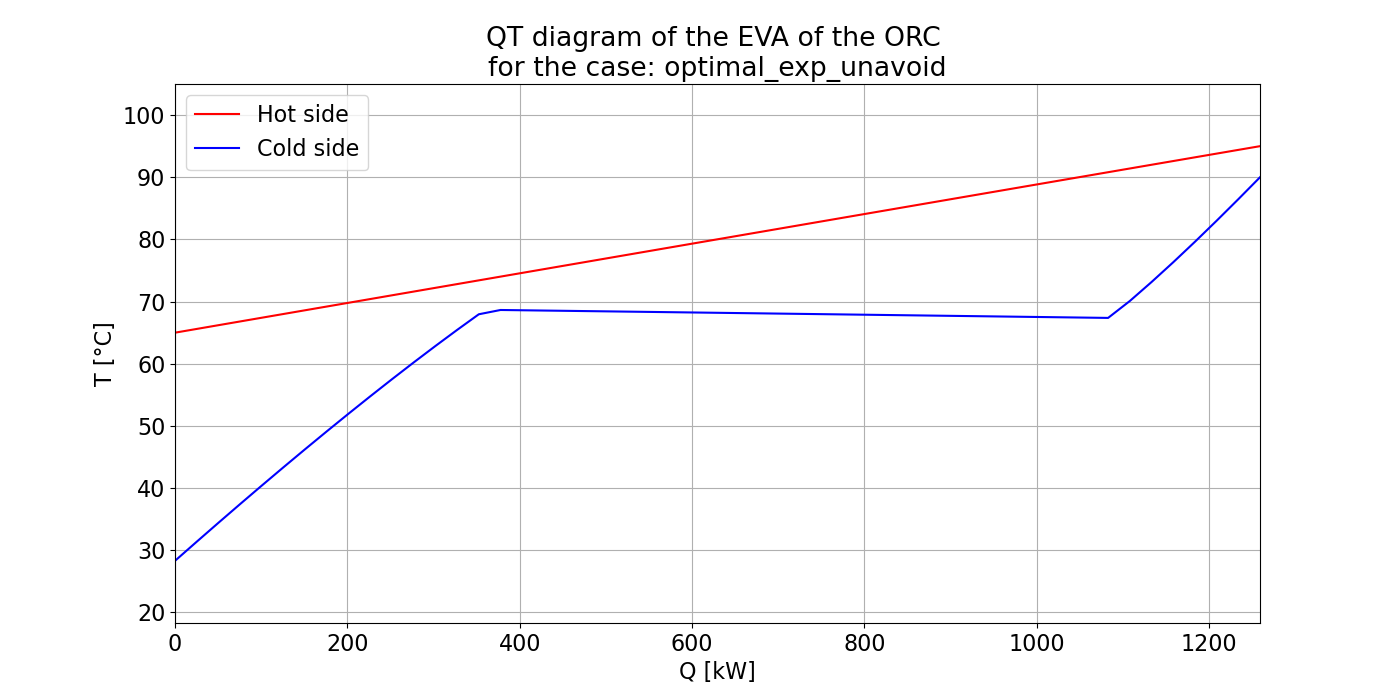 QT diagram of the EVA of the ORC
for the case: optimal_exp_unavoid
Hot side
Cold side
T [°C]
100
90
80
70
60
50
40
30
20
0 200 400 600 800 1000 1200
Q [kW]